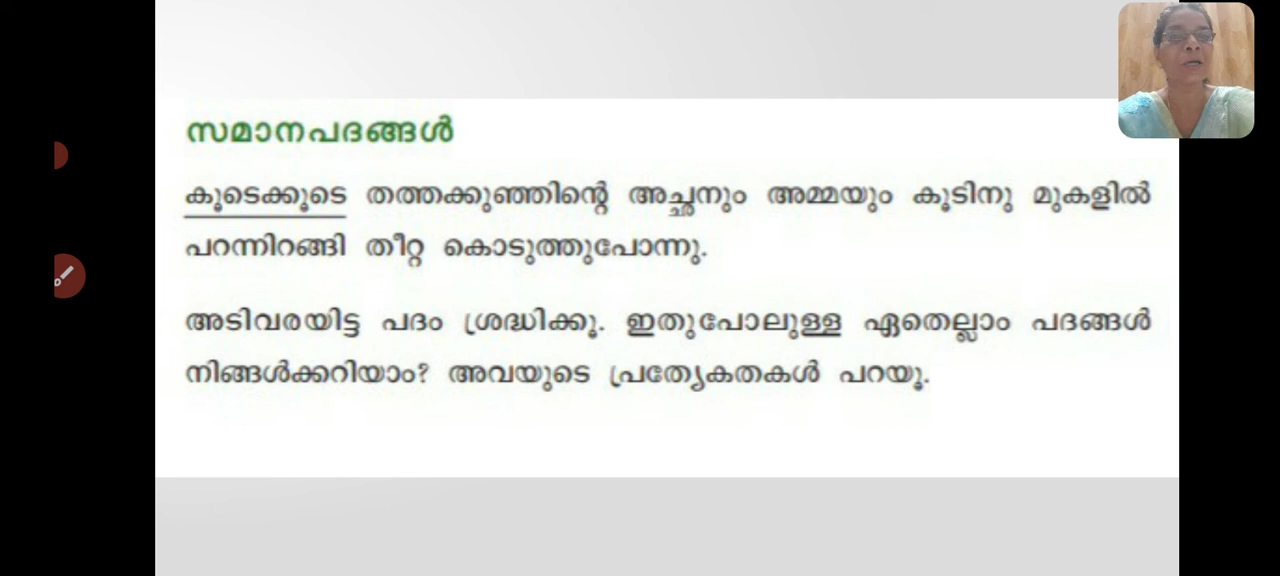 സമാനപദങ്ങൾ
കൂടെക്കൂടെ തത്തക്കുഞ്ഞിന്റെ അച്ഛനും അമ്മയും കൂടിനു മുകളിൽ
പറന്നിറങ്ങി തീറ്റ കൊടുത്തുപോന്നു.
അടിവരയിട്ട പദം ശ്രദ്ധിക്കൂ. ഇതുപോലുള്ള ഏതെല്ലാം പദങ്ങൾ
നിങ്ങൾക്കറിയാം? അവയുടെ പ്രത്യേകതകൾ പറയൂ.